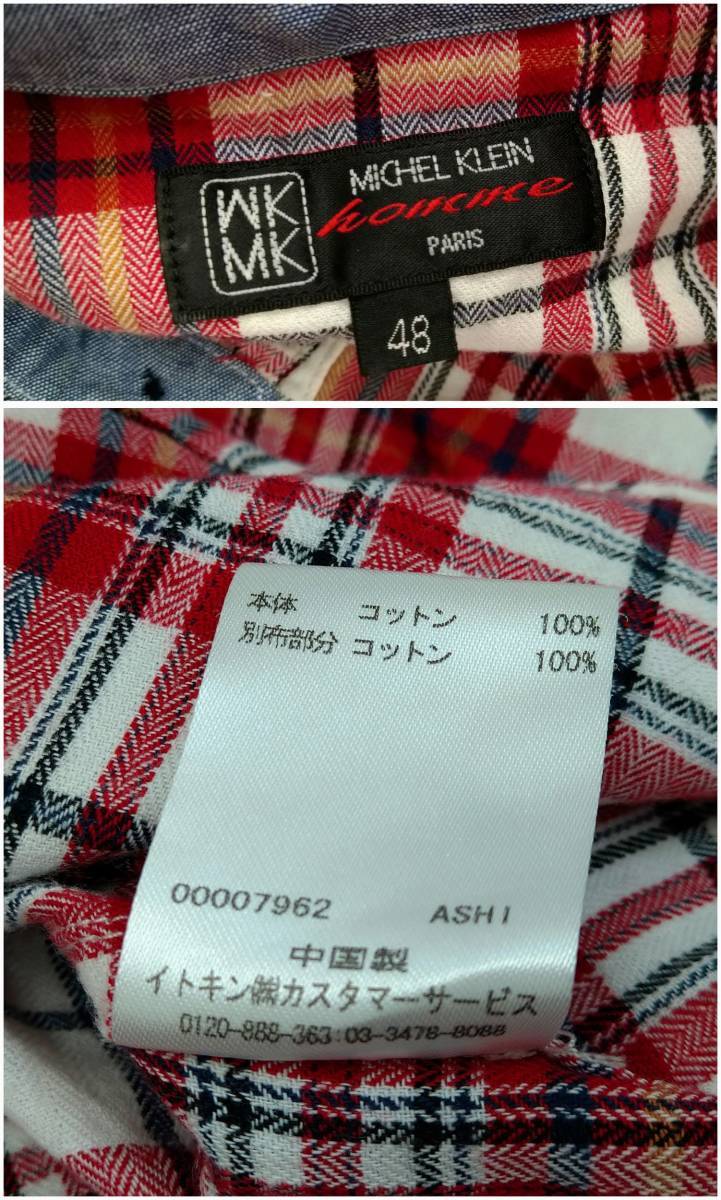 MK
MK
MICHEL KLEIN
homme
PARIS
48
本体 コットン 100%
別布部分 コットン 100%
00007962 ASHI
中国製
イトキン㈱カスタマーサービス
0120-888-363:03-3478-8088